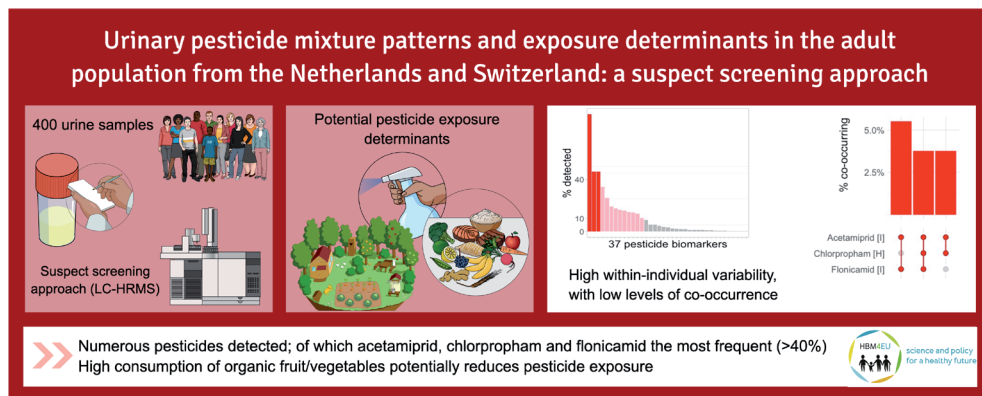 Urinary pesticide mixture patterns and exposure determinants in the adult
population from the Netherlands and Switzerland: a suspect screening approach
400 urine samples
Suspect screening
approach (LC-HRMS)
Potential pesticide exposure
determinants
% detected
40
10
0
37 pesticide biomarkers
High within-individual variability,
with low levels of co-occurrence
% co-occurring
5.0%
2.5%
Acetamiprid [I]
Chlorpropham [H]
Flonicamid [I]
Numerous pesticides detected; of which acetamiprid, chlorpropham and flonicamid the most frequent (>40%)
High consumption of organic fruit/vegetables potentially reduces pesticide exposure
HBM4EU
science and policy
for a healthy future